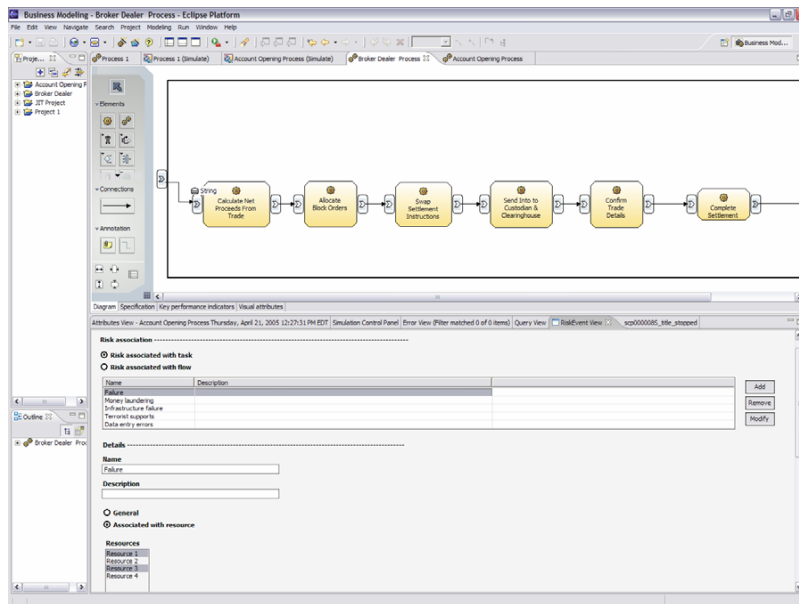 Business Modeling - Broker Dealer Process - Eclipse Platform
File Edit View Navigate Search Project Modeling Run Window Help
Business Mod...
Proje...
Process 1
Process 1 (Simulate)
Account Opening Process (Simulate)
Broker Dealer Process
Account Opening Process
Account Opening P
Broker Dealer
JIT Project
Project 1
Elements
Connections
Annotation
String
Calculate Net
Proceeds From
Trade
Allocate
Block Orders
Swap
Settlement
Instructions
Send Into to
Custodian &
Clearinghouse
Confirm
Trade
Details
Complete
Settlement
Diagram Specification Key performance indicators Visual attributes
Attributes View - Account Opening Process Thursday, April 21, 2005 12:27:31 PM EDT Simulation Control Panel Error View (Filter matched 0 of 0 items) Query View RiskEvent View scp0000085_title_stopped
Risk association
Risk associated with task
Risk associated with flow
Name Description
Failure
Money laundering
Infrastructure failure
Terrorist supports
Data entry errors
Add
Remove
Modify
Outline
Broker Dealer Proc
Details
Name
Failure
Description
General
Associated with resource
Resources
Resource 1
Resource 2
Resource 3
Resource 4